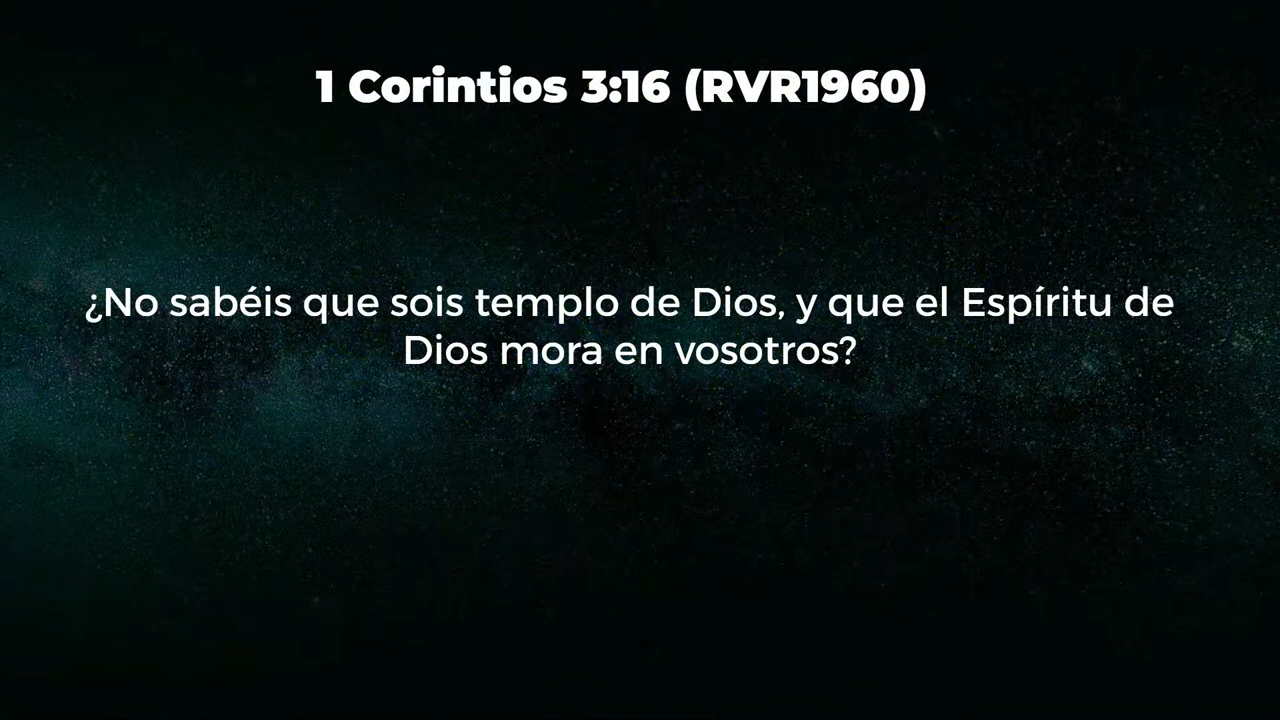 1 Corintios 3:16 (RVR1960)
¿No sabéis que sois templo de Dios, y que el Espíritu de
Dios mora en vosotros?